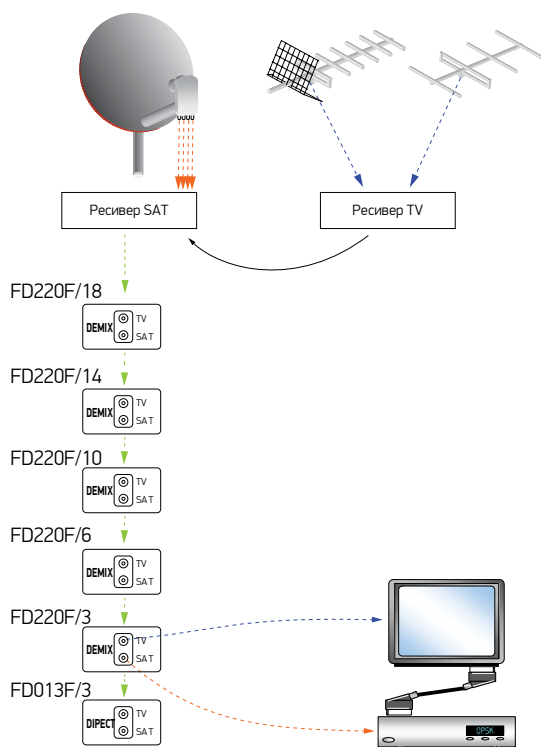 Ресивер SAT
Ресивер TV
FD220F/18
DEMIX
TV
SAT
FD220F/14
DEMIX
TV
SAT
FD220F/10
DEMIX
TV
SAT
FD220F/6
DEMIX
TV
SAT
FD220F/3
DEMIX
TV
SAT
FD013F/3
DIPECT
TV
SAT
QPSK